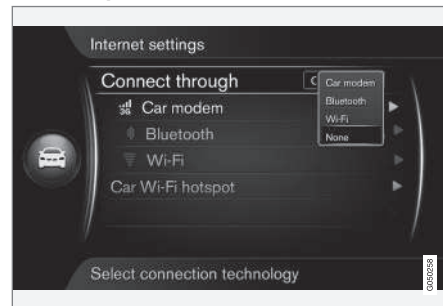 Internet settings
Connect through
Car modem
Bluetooth
Wi-Fi
None
3G Car modem
Bluetooth
Wi-Fi
Car Wi-Fi hotspot
Select connection technology
G050258